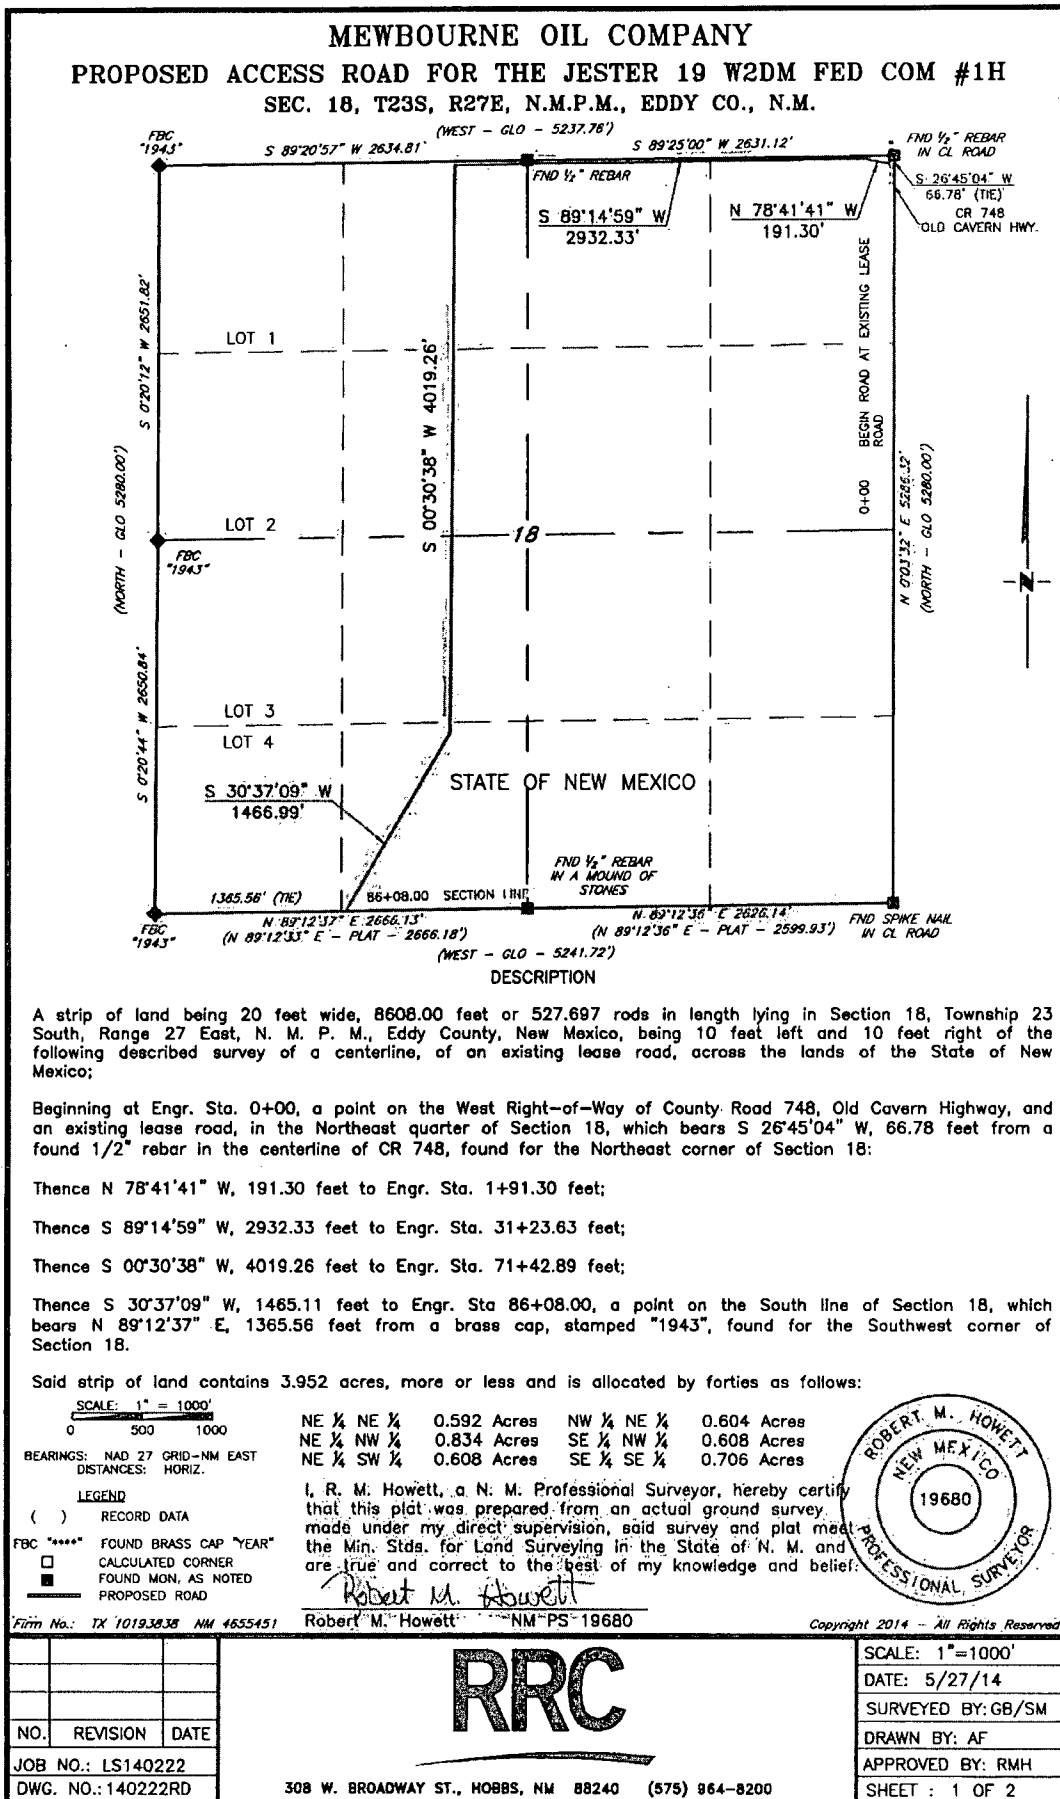 MEWBOURNE OIL COMPANY
PROPOSED ACCESS ROAD FOR THE JESTER 19 W2DM FED COM #1H
SEC. 18, T23S, R27E, N.M.P.M., EDDY CO., N.M.
(WEST - GLO - 5237.76')
FBC
"1943"
S 89°20'57" W 2634.81'
S 89°25'00" W 2631.12'
FND 1/2" REBAR
IN CL ROAD
FND 1/2" REBAR
S 26°45'04" W
66.78' (TIE)
CR 748
OLD CAVERN HWY.
S 89°14'59" W
2932.33'
N 78°41'41" W
191.30'
S 0°20'12" W 2651.82'
LOT 1
S 00°30'38" W 4019.26'
0+00 BEGIN ROAD AT EXISTING LEASE
ROAD
(NORTH - GLO 5280.00')
LOT 2
18
FBC
"1943"
N 0°03'32" E 5286.32'
(NORTH - GLO 5280.00')
N
S 0°20'44" W 2650.84'
LOT 3
LOT 4
STATE OF NEW MEXICO
S 30°37'09" W
1466.99'
FND 1/2" REBAR
IN A MOUND OF
STONES
1365.56' (TIE)
86+08.00 SECTION LINE
FBC
"1943"
N 89°12'37" E 2666.13'
(N 89°12'33" E - PLAT - 2666.18')
N 89°12'36" E 2626.14'
(N 89°12'36" E - PLAT - 2599.93')
FND SPIKE NAIL
IN CL ROAD
(WEST - GLO - 5241.72')
DESCRIPTION
A strip of land being 20 feet wide, 8608.00 feet or 527.697 rods in length lying in Section 18, Township 23
South, Range 27 East, N. M. P. M., Eddy County, New Mexico, being 10 feet left and 10 feet right of the
following described survey of a centerline, of an existing lease road, across the lands of the State of New
Mexico;
Beginning at Engr. Sta. 0+00, a point on the West Right-of-Way of County Road 748, Old Cavern Highway, and
an existing lease road, in the Northeast quarter of Section 18, which bears S 26°45'04" W, 66.78 feet from a
found 1/2" rebar in the centerline of CR 748, found for the Northeast corner of Section 18:
Thence N 78°41'41" W, 191.30 feet to Engr. Sta. 1+91.30 feet;
Thence S 89°14'59" W, 2932.33 feet to Engr. Sta. 31+23.63 feet;
Thence S 00°30'38" W, 4019.26 feet to Engr. Sta. 71+42.89 feet;
Thence S 30°37'09" W, 1465.11 feet to Engr. Sta 86+08.00, a point on the South line of Section 18, which
bears N 89°12'37" E, 1365.56 feet from a brass cap, stamped "1943", found for the Southwest corner of
Section 18.
Said strip of land contains 3.952 acres, more or less and is allocated by forties as follows:
SCALE: 1" = 1000'
0 500 1000
BEARINGS: NAD 27 GRID-NM EAST
DISTANCES: HORIZ.
NE 1/4 NE 1/4 0.592 Acres NW 1/4 NE 1/4 0.604 Acres
NE 1/4 NW 1/4 0.834 Acres SE 1/4 NW 1/4 0.608 Acres
NE 1/4 SW 1/4 0.608 Acres SE 1/4 SE 1/4 0.706 Acres
LEGEND
( ) RECORD DATA
FBC "****" FOUND BRASS CAP "YEAR"
CALCULATED CORNER
FOUND MON, AS NOTED
PROPOSED ROAD
I, R. M. Howett, a N. M. Professional Surveyor, hereby certify
that this plat was prepared from an actual ground survey
made under my direct supervision, said survey and plat meet
the Min. Stds. for Land Surveying in the State of N. M. and
are true and correct to the best of my knowledge and belief.
Robert M. Howett
Robert M. Howett NM PS 19680
ROBERT M. HOWETT
NEW MEXICO
19680
PROFESSIONAL SURVEYOR
Firm No.: TX 10193838 NM 4655451
Copyright 2014 - All Rights Reserved
NO. REVISION DATE
JOB NO.: LS140222
DWG. NO.: 140222RD
RRC
308 W. BROADWAY ST., HOBBS, NM 88240 (575) 964-8200
SCALE: 1"=1000'
DATE: 5/27/14
SURVEYED BY: GB/SM
DRAWN BY: AF
APPROVED BY: RMH
SHEET : 1 OF 2